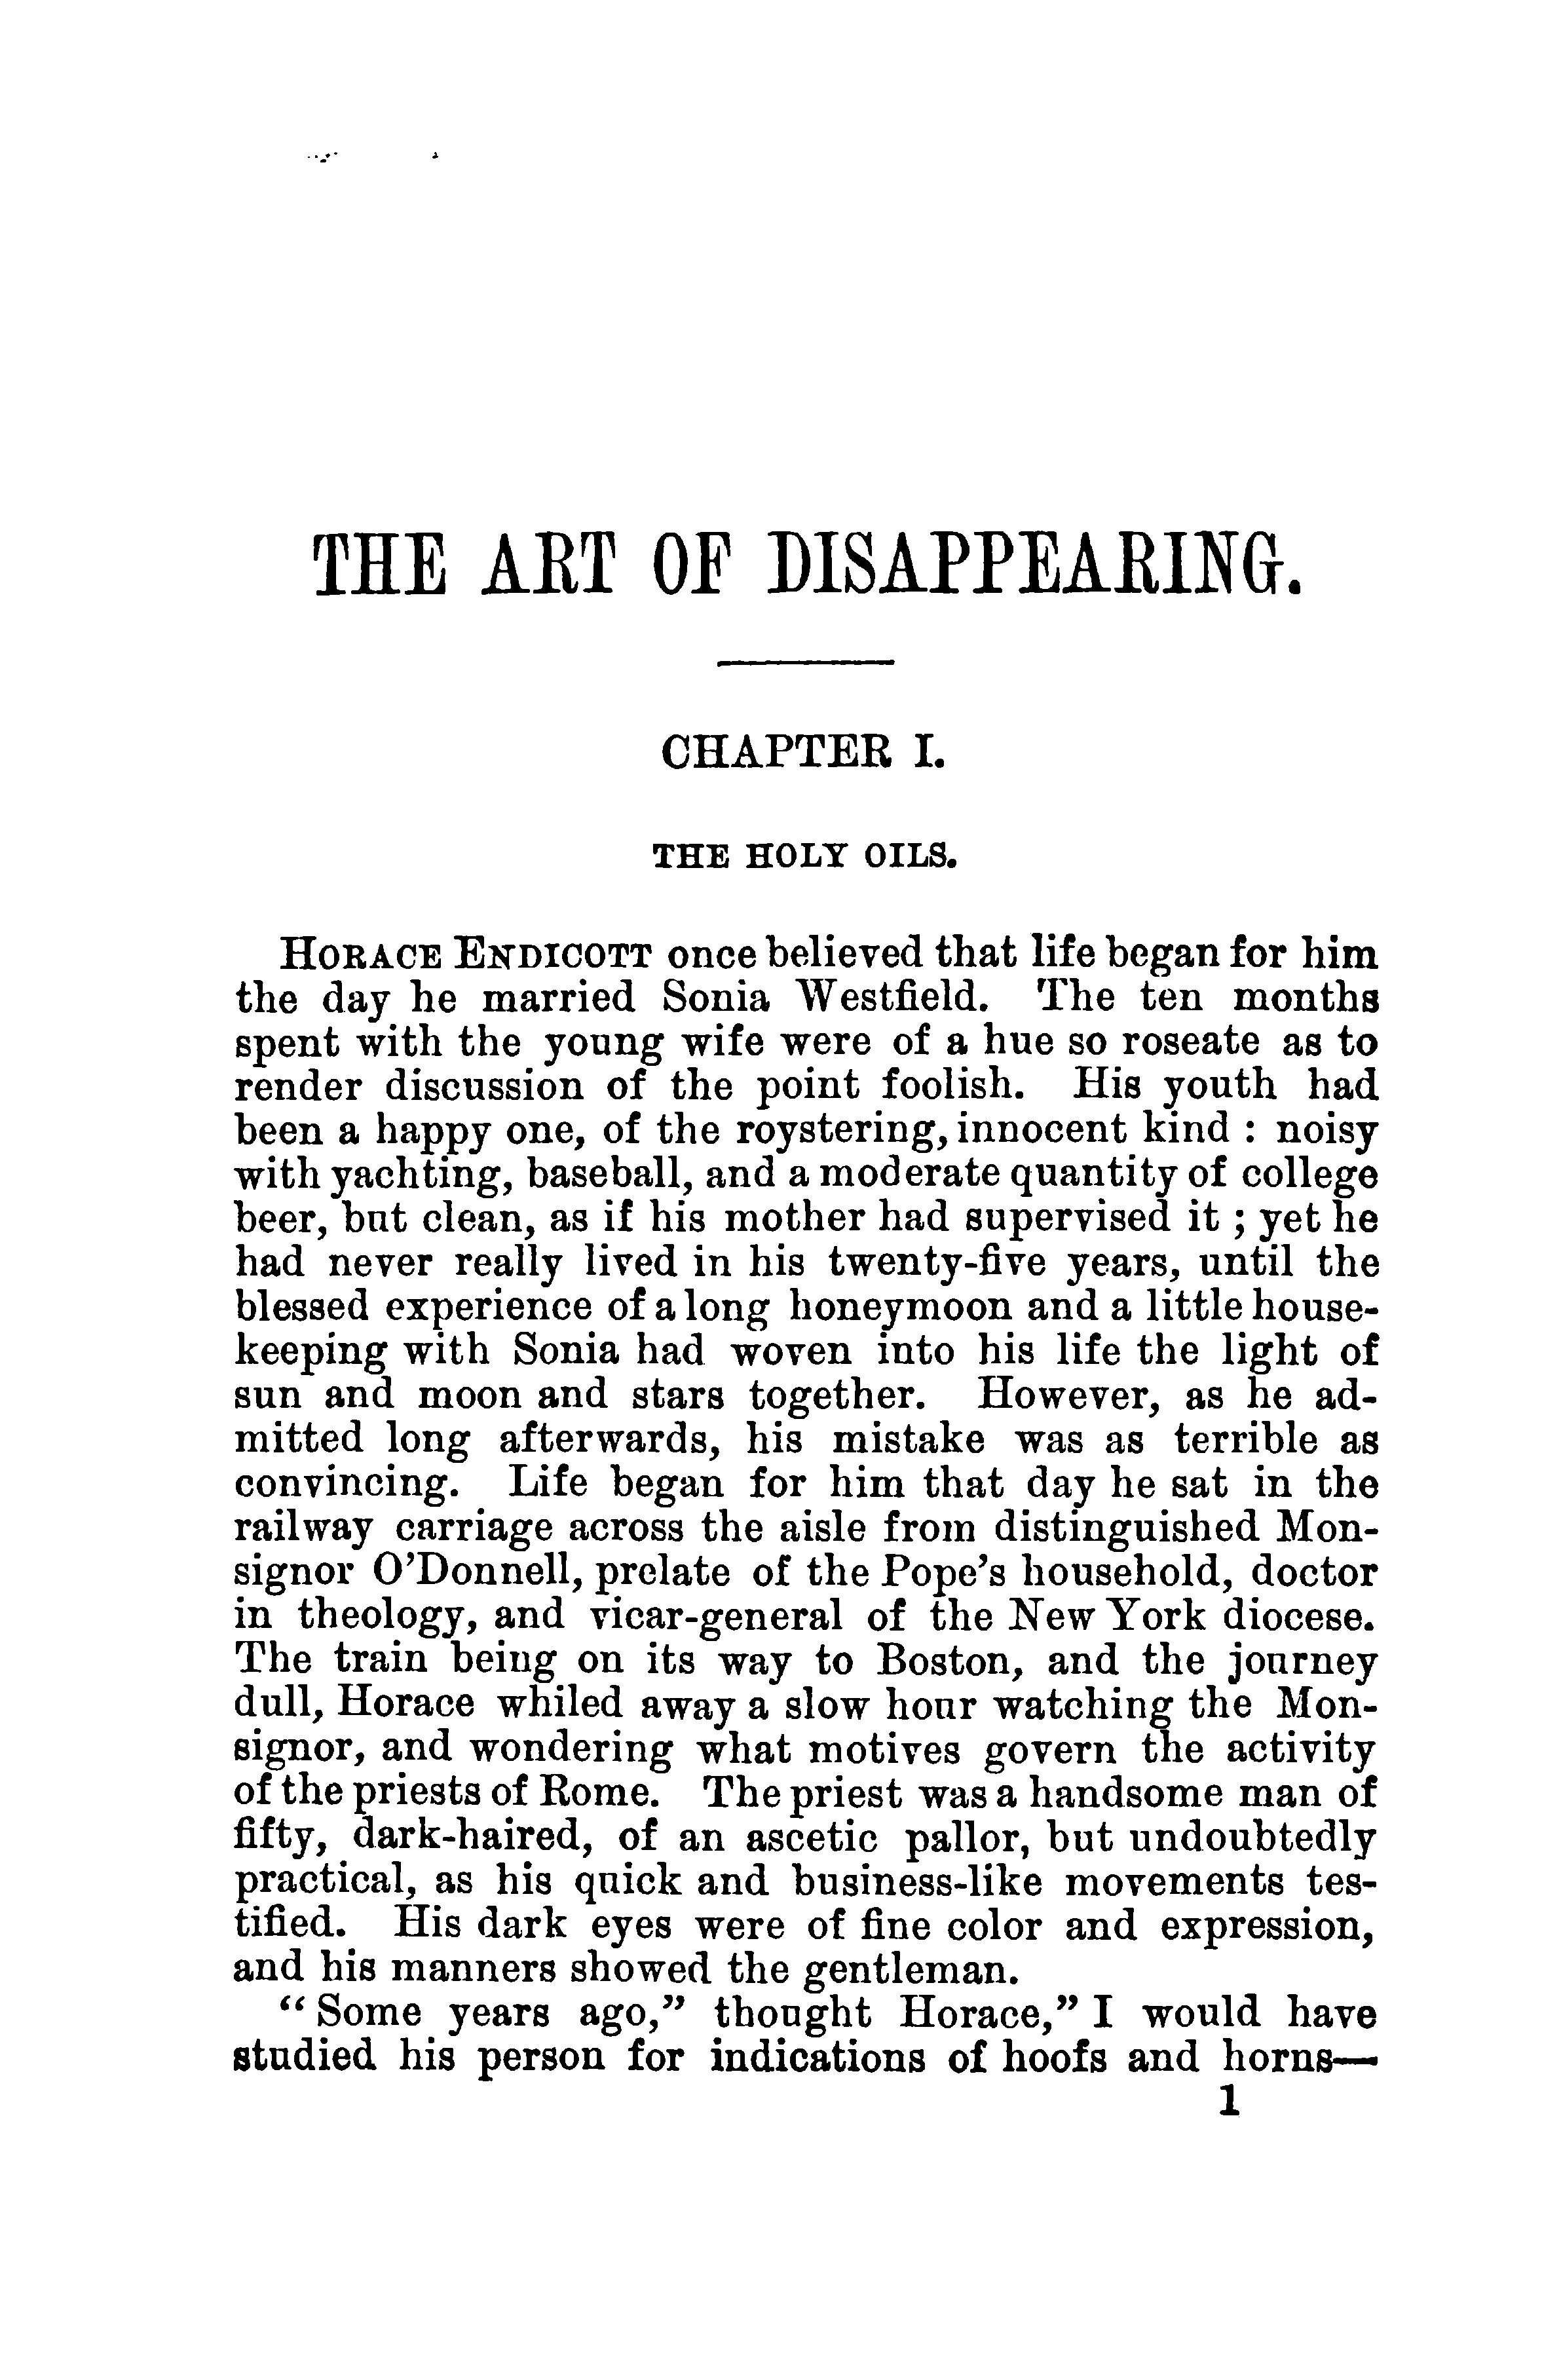 THE ART OF DISAPPEARING.
CHAPTER I.
THE HOLY OILS.
HORACE ENDICOTT once believed that life began for him
the day he married Sonia Westfield. The ten months
spent with the young wife were of a hue so roseate as to
render discussion of the point foolish. His youth had
been a happy one, of the roystering, innocent kind : noisy
with yachting, baseball, and a moderate quantity of college
beer, but clean, as if his mother had supervised it ; yet he
had never really lived in his twenty-five years, until the
blessed experience of a long honeymoon and a little house-
keeping with Sonia had woven into his life the light of
sun and moon and stars together. However, as he ad-
mitted long afterwards, his mistake was as terrible as
convincing. Life began for him that day he sat in the
railway carriage across the aisle from distinguished Mon-
signor O'Donnell, prelate of the Pope's household, doctor
in theology, and vicar-general of the New York diocese.
The train being on its way to Boston, and the journey
dull, Horace whiled away a slow hour watching the Mon-
signor, and wondering what motives govern the activity
of the priests of Rome. The priest was a handsome man of
fifty, dark-haired, of an ascetic pallor, but undoubtedly
practical, as his quick and business-like movements tes-
tified. His dark eyes were of fine color and expression,
and his manners showed the gentleman.
“ Some years ago,” thought Horace,” I would have
studied his person for indications of hoofs and horns—
1